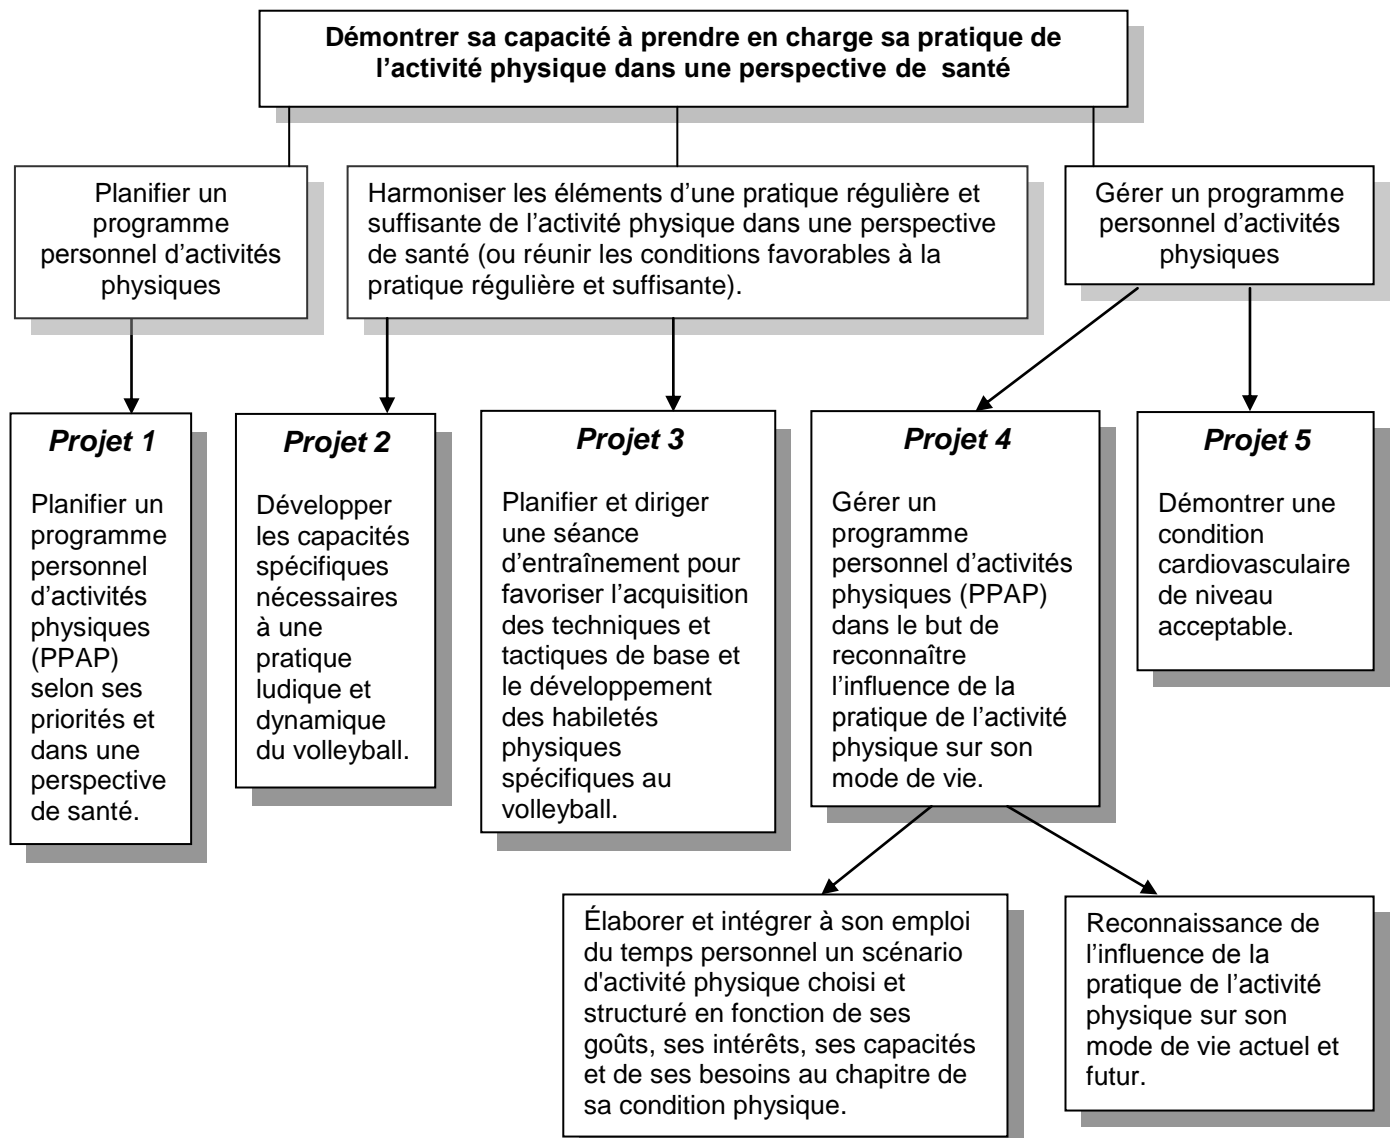 Démontrer sa capacité à prendre en charge sa pratique de
l’activité physique dans une perspective de  santé
Planifier un
programme
personnel d’activités
physiques
Harmoniser les éléments d’une pratique régulière et
suffisante de l’activité physique dans une perspective
de santé (ou réunir les conditions favorables à la
pratique régulière et suffisante).
Gérer un programme
personnel d’activités
physiques
Projet 1
Planifier un
programme
personnel
d’activités
physiques
(PPAP)
selon ses
priorités et
dans une
perspective
de santé.
Projet 2
Développer
les capacités
spécifiques
nécessaires
à une
pratique
ludique et
dynamique
du volleyball.
Projet 3
Planifier et diriger
une séance
d’entraînement pour
favoriser l’acquisition
des techniques et
tactiques de base et
le développement
des habiletés
physiques
spécifiques au
volleyball.
Projet 4
Gérer un
programme
personnel d’activités
physiques (PPAP)
dans le but de
reconnaître
l’influence de la
pratique de l’activité
physique sur son
mode de vie.
Projet 5
Démontrer une
condition
cardiovasculaire
de niveau
acceptable.
Élaborer et intégrer à son emploi
du temps personnel un scénario
d'activité physique choisi et
structuré en fonction de ses
goûts, ses intérêts, ses capacités
et de ses besoins au chapitre de
sa condition physique.
Reconnaissance de
l’influence de la
pratique de l’activité
physique sur son
mode de vie actuel et
futur.